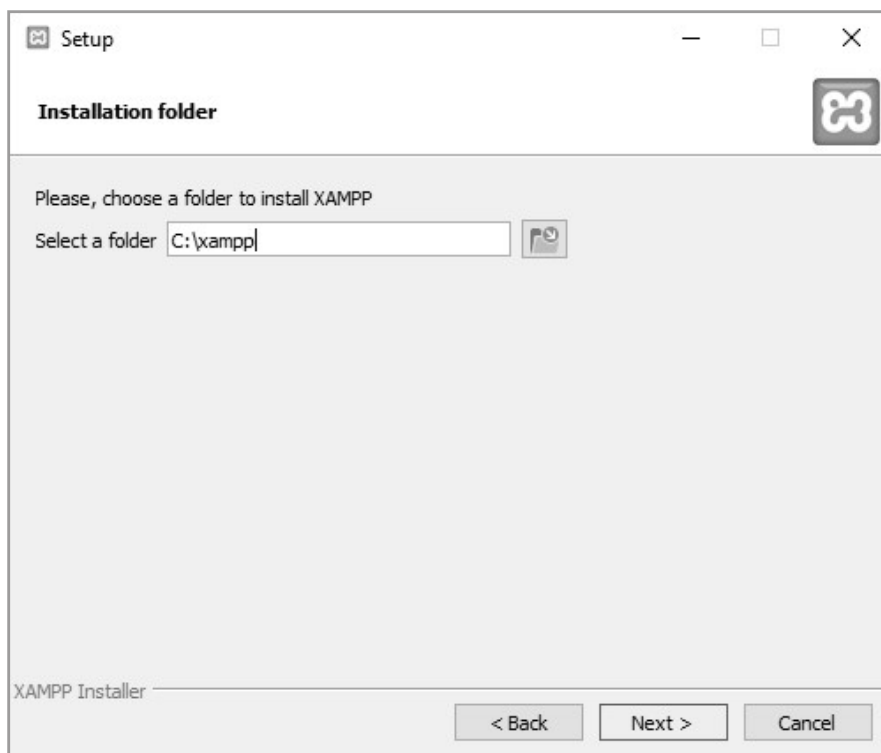 Setup
Installation folder
Please, choose a folder to install XAMPP
Select a folder C:\xampp
XAMPP Installer
< Back Next > Cancel